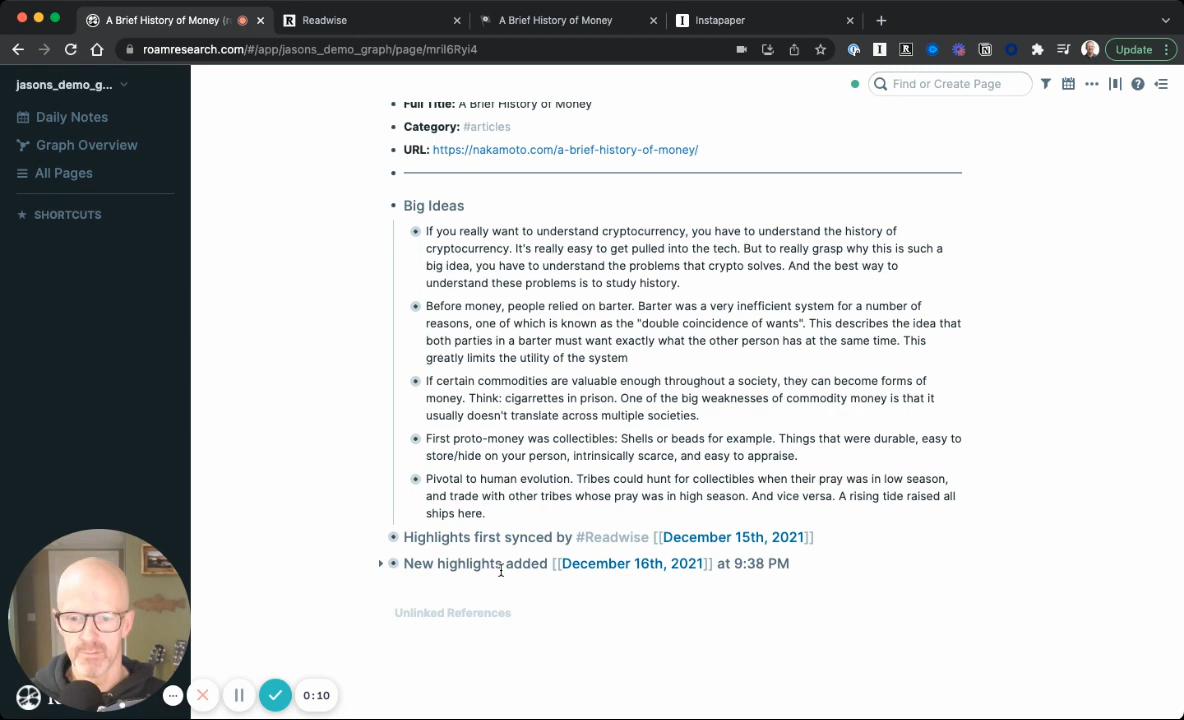 A Brief History of Money (ro
Readwise
A Brief History of Money
Instapaper
roamresearch.com/#/app/jasons_demo_graph/page/mriI6Ryi4
Update
jasons_demo_g...
Find or Create Page
Daily Notes
Graph Overview
All Pages
SHORTCUTS
Full Title: A Brief History of Money
Category: #articles
URL: https://nakamoto.com/a-brief-history-of-money/
Big Ideas
If you really want to understand cryptocurrency, you have to understand the history of
cryptocurrency. It's really easy to get pulled into the tech. But to really grasp why this is such a
big idea, you have to understand the problems that crypto solves. And the best way to
understand these problems is to study history.
Before money, people relied on barter. Barter was a very inefficient system for a number of
reasons, one of which is known as the "double coincidence of wants". This describes the idea that
both parties in a barter must want exactly what the other person has at the same time. This
greatly limits the utility of the system
If certain commodities are valuable enough throughout a society, they can become forms of
money. Think: cigarrettes in prison. One of the big weaknesses of commodity money is that it
usually doesn't translate across multiple societies.
First proto-money was collectibles: Shells or beads for example. Things that were durable, easy to
store/hide on your person, intrinsically scarce, and easy to appraise.
Pivotal to human evolution. Tribes could hunt for collectibles when their pray was in low season,
and trade with other tribes whose pray was in high season. And vice versa. A rising tide raised all
ships here.
Highlights first synced by #Readwise [[December 15th, 2021]]
New highlights added [[December 16th, 2021]] at 9:38 PM
Unlinked References
0:10